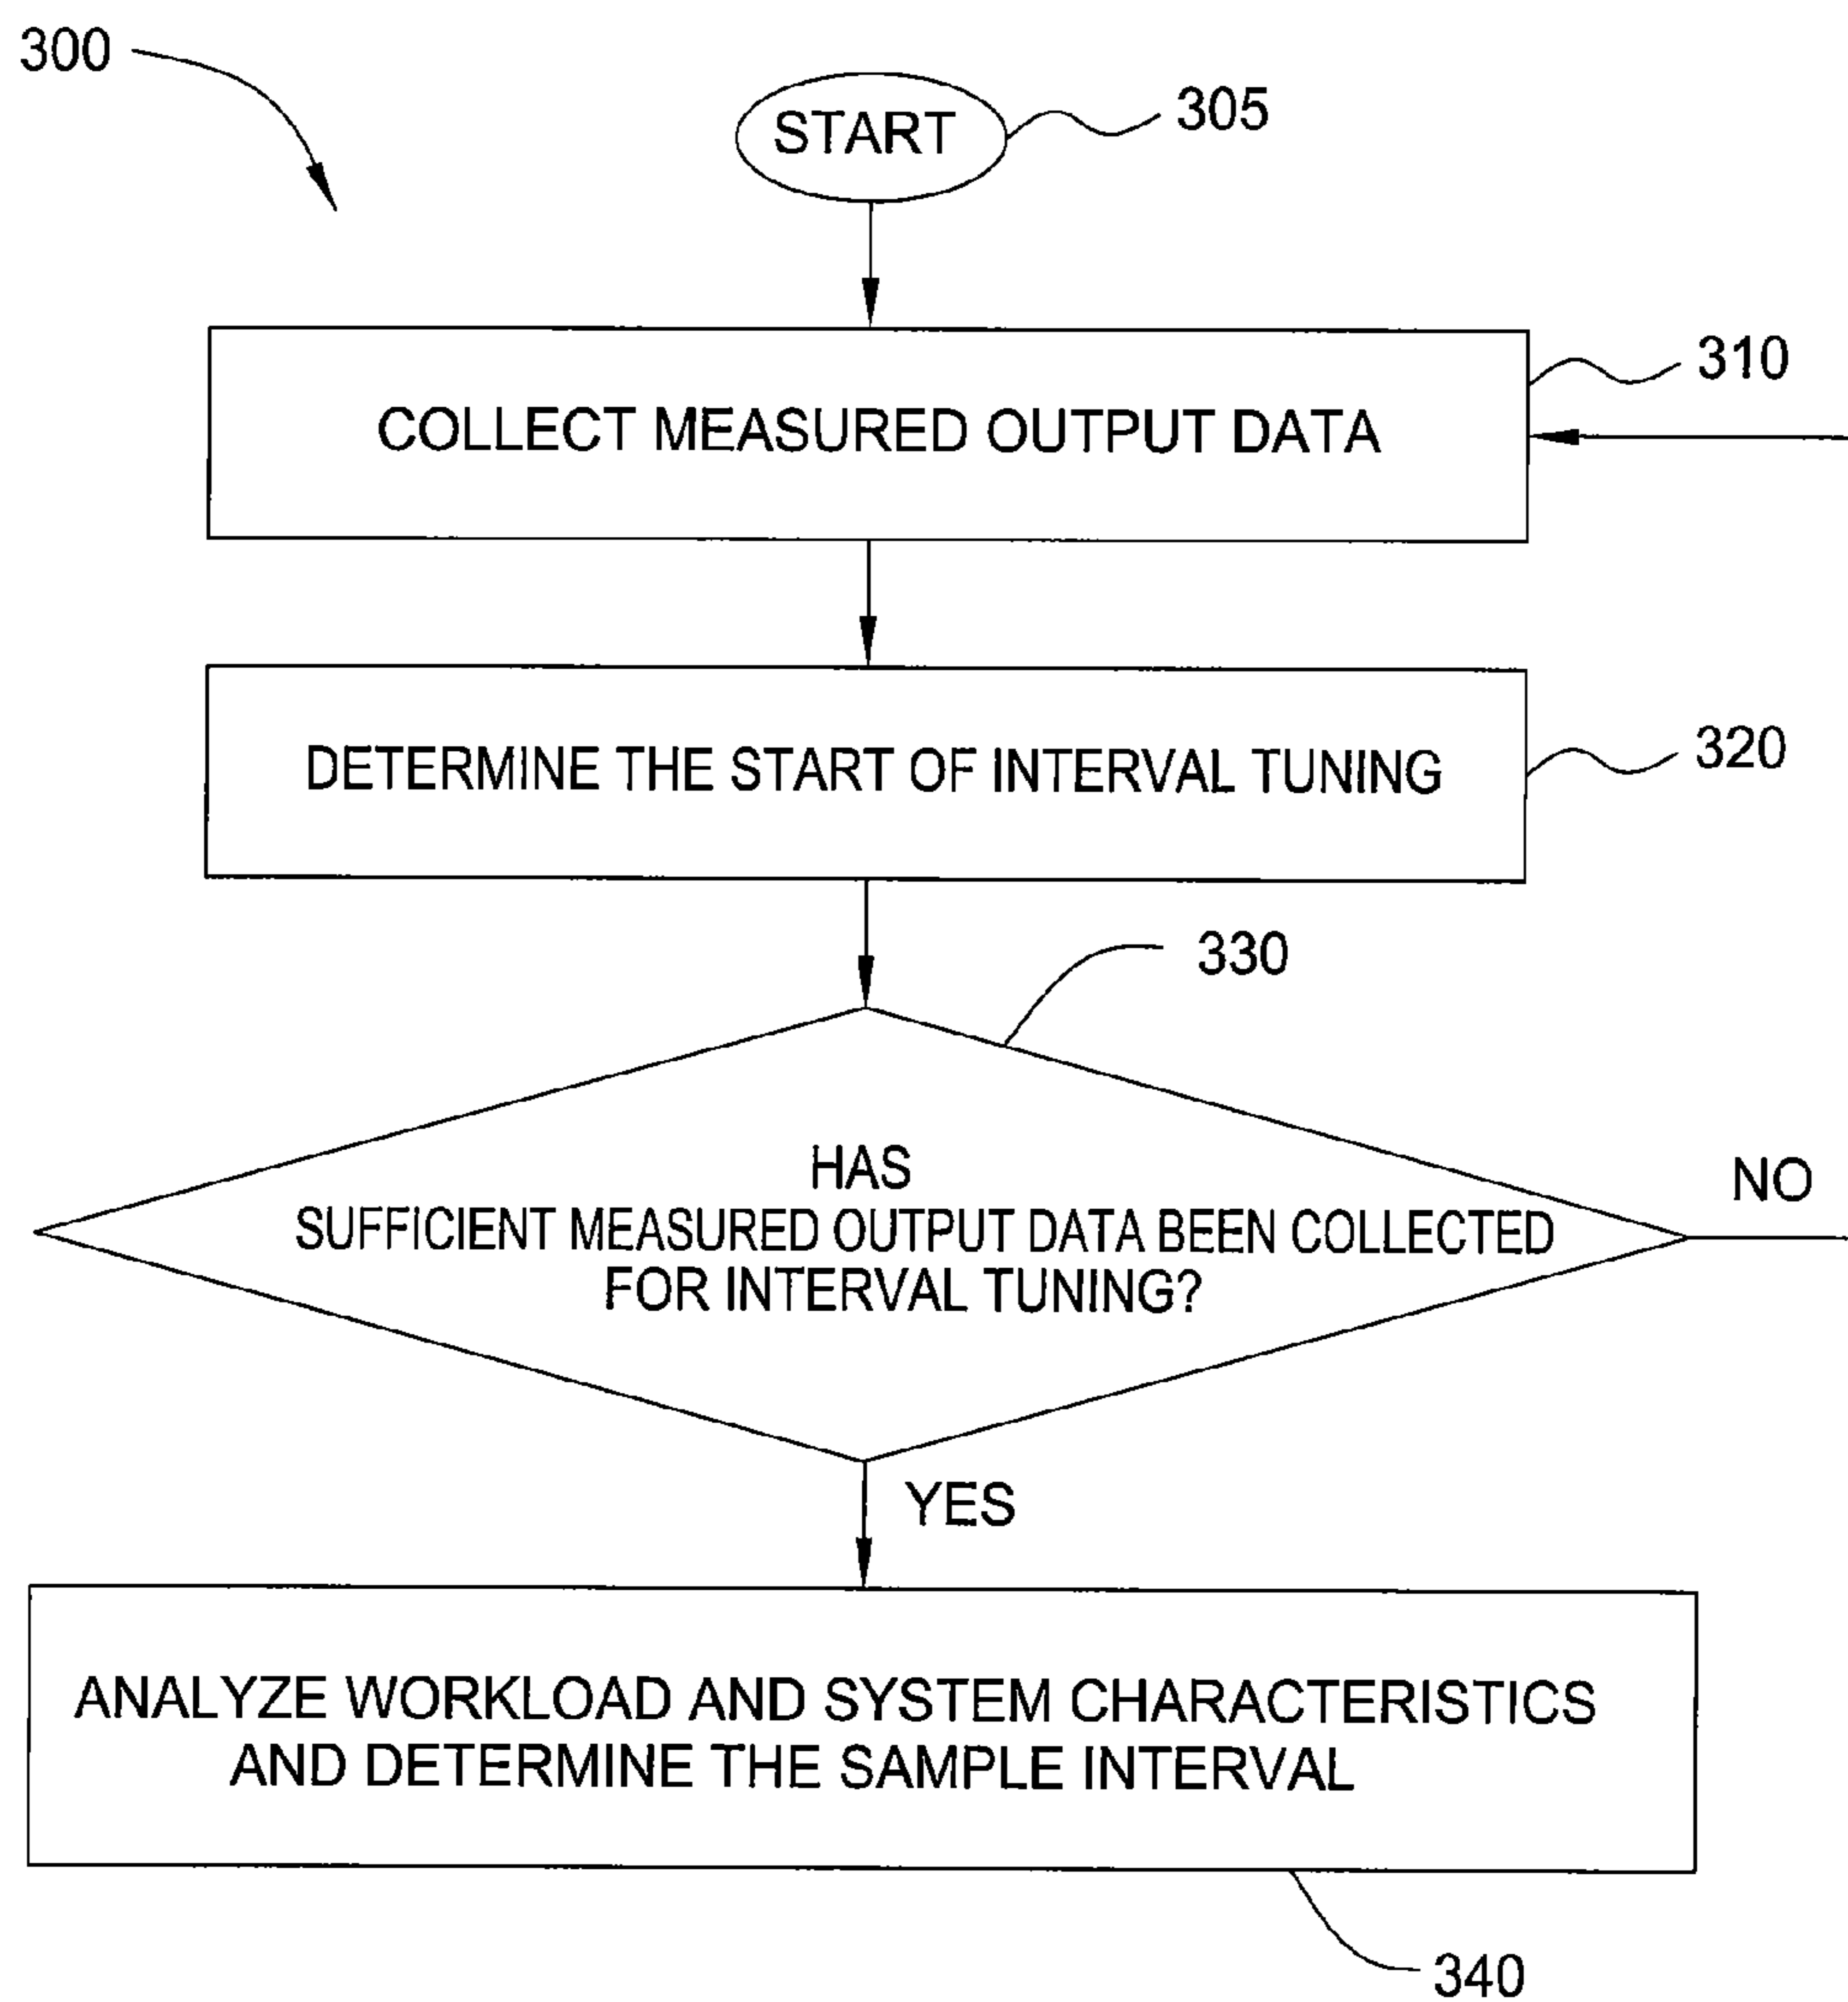 300
START
305
310
COLLECT MEASURED OUTPUT DATA
320
DETERMINE THE START OF INTERVAL TUNING
330
HAS
SUFFICIENT MEASURED OUTPUT DATA BEEN COLLECTED
FOR INTERVAL TUNING?
NO
YES
ANALYZE WORKLOAD AND SYSTEM CHARACTERISTICS
AND DETERMINE THE SAMPLE INTERVAL
340